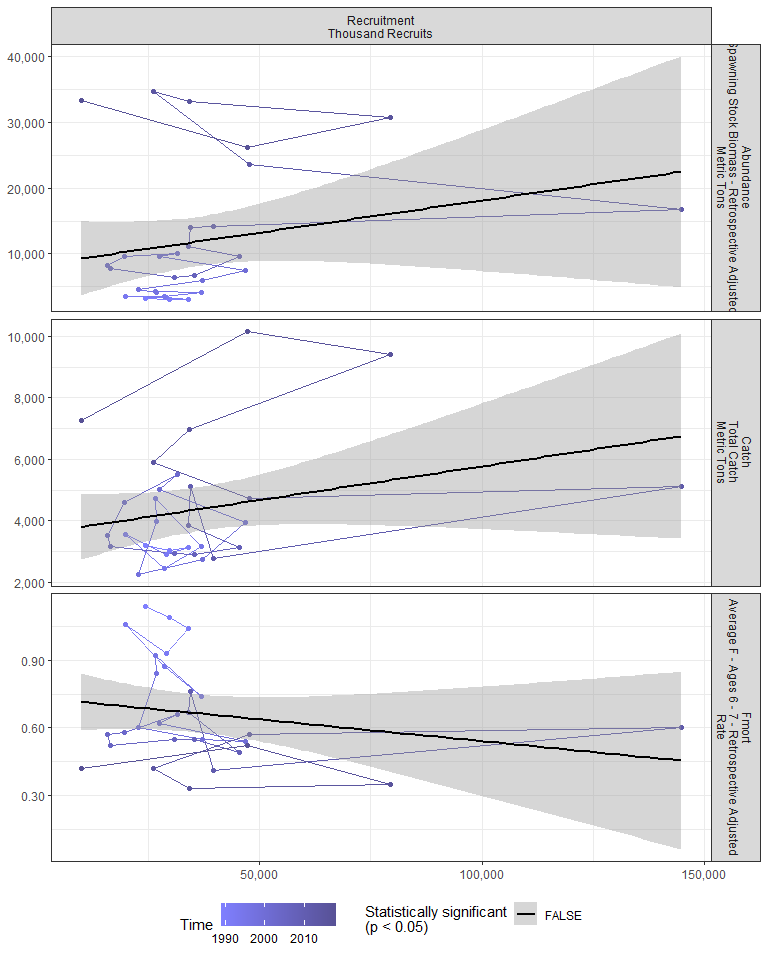 Recruitment
Thousand Recruits
40,000
30,000
20,000
10,000
Abundance
Spawning Stock Biomass - Retrospective Adjusted
Metric Tons
10,000
8,000
6,000
4,000
2,000
Catch
Total Catch
Metric Tons
0.90
0.60
0.30
Fmort
Average F - Ages 6 - 7 - Retrospective Adjusted
Rate
50,000
100,000
150,000
Time
1990
2000
2010
Statistically significant
(p < 0.05)
FALSE